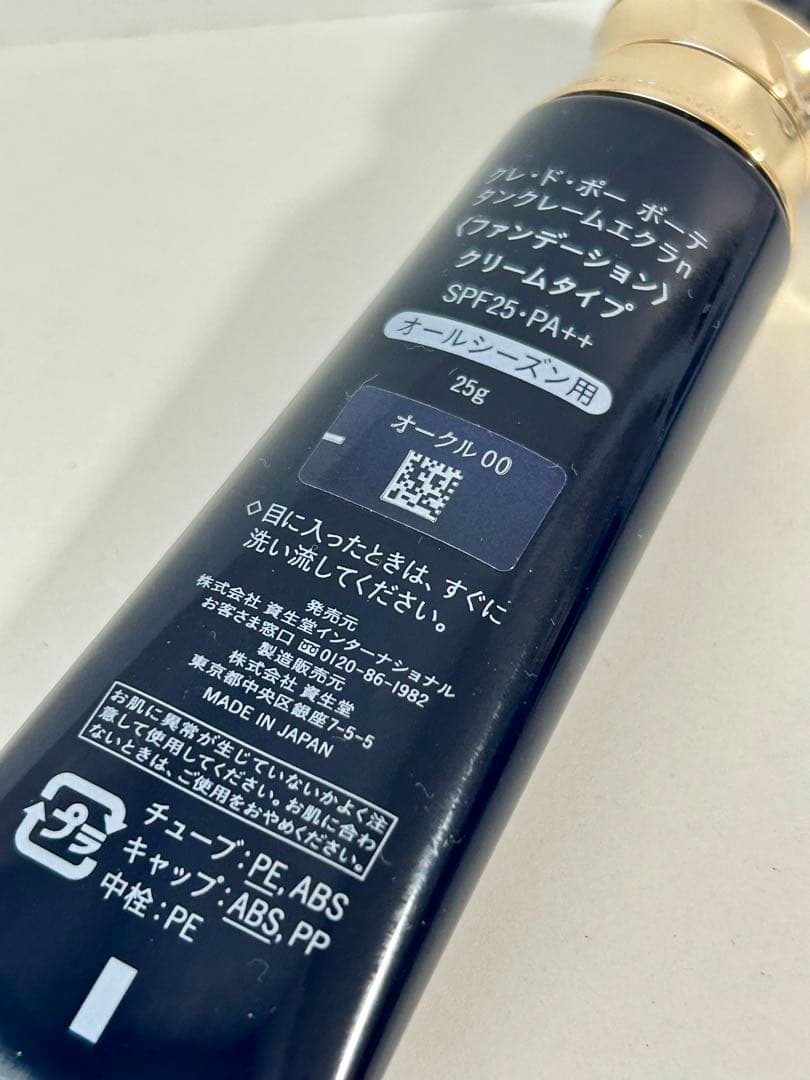 クレ・ド・ポー ボーテ
タンクレームエクラn
〈ファンデーション〉
クリームタイプ
SPF25・PA++
オールシーズン用
25g
オークル00
◇目に入ったときは、すぐに
洗い流してください。
発売元
株式会社 資生堂インターナショナル
お客さま窓口 0120-86-1982
製造販売元
株式会社 資生堂
東京都中央区銀座7-5-5
MADE IN JAPAN
お肌に異常が生じていないかよく注
意して使用してください。お肌に合わ
ないときは、ご使用をおやめください。
プラ
チューブ:PE,ABS
キャップ:ABS,PP
中栓:PE